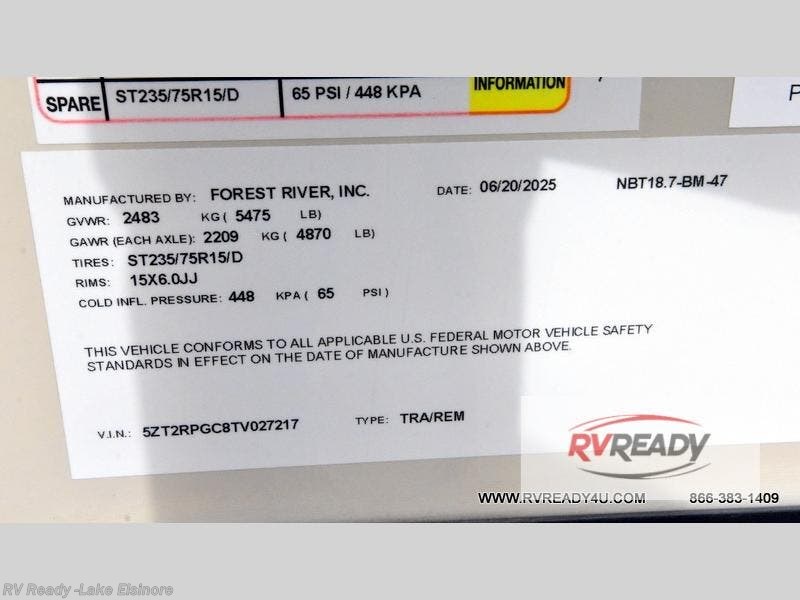 SPARE ST235/75R15/D 65 PSI / 448 KPA INFORMATION
P
MANUFACTURED BY: FOREST RIVER, INC. DATE: 06/20/2025 NBT18.7-BM-47
GVWR: 2483 KG ( 5475 LB)
GAWR (EACH AXLE): 2209 KG ( 4870 LB)
TIRES: ST235/75R15/D
RIMS: 15X6.0JJ
COLD INFL. PRESSURE: 448 KPA ( 65 PSI )
THIS VEHICLE CONFORMS TO ALL APPLICABLE U.S. FEDERAL MOTOR VEHICLE SAFETY
STANDARDS IN EFFECT ON THE DATE OF MANUFACTURE SHOWN ABOVE.
V.I.N.: 5ZT2RPGC8TV027217 TYPE: TRA/REM
RVREADY
WWW.RVREADY4U.COM 866-383-1409
RV Ready -Lake Elsinore